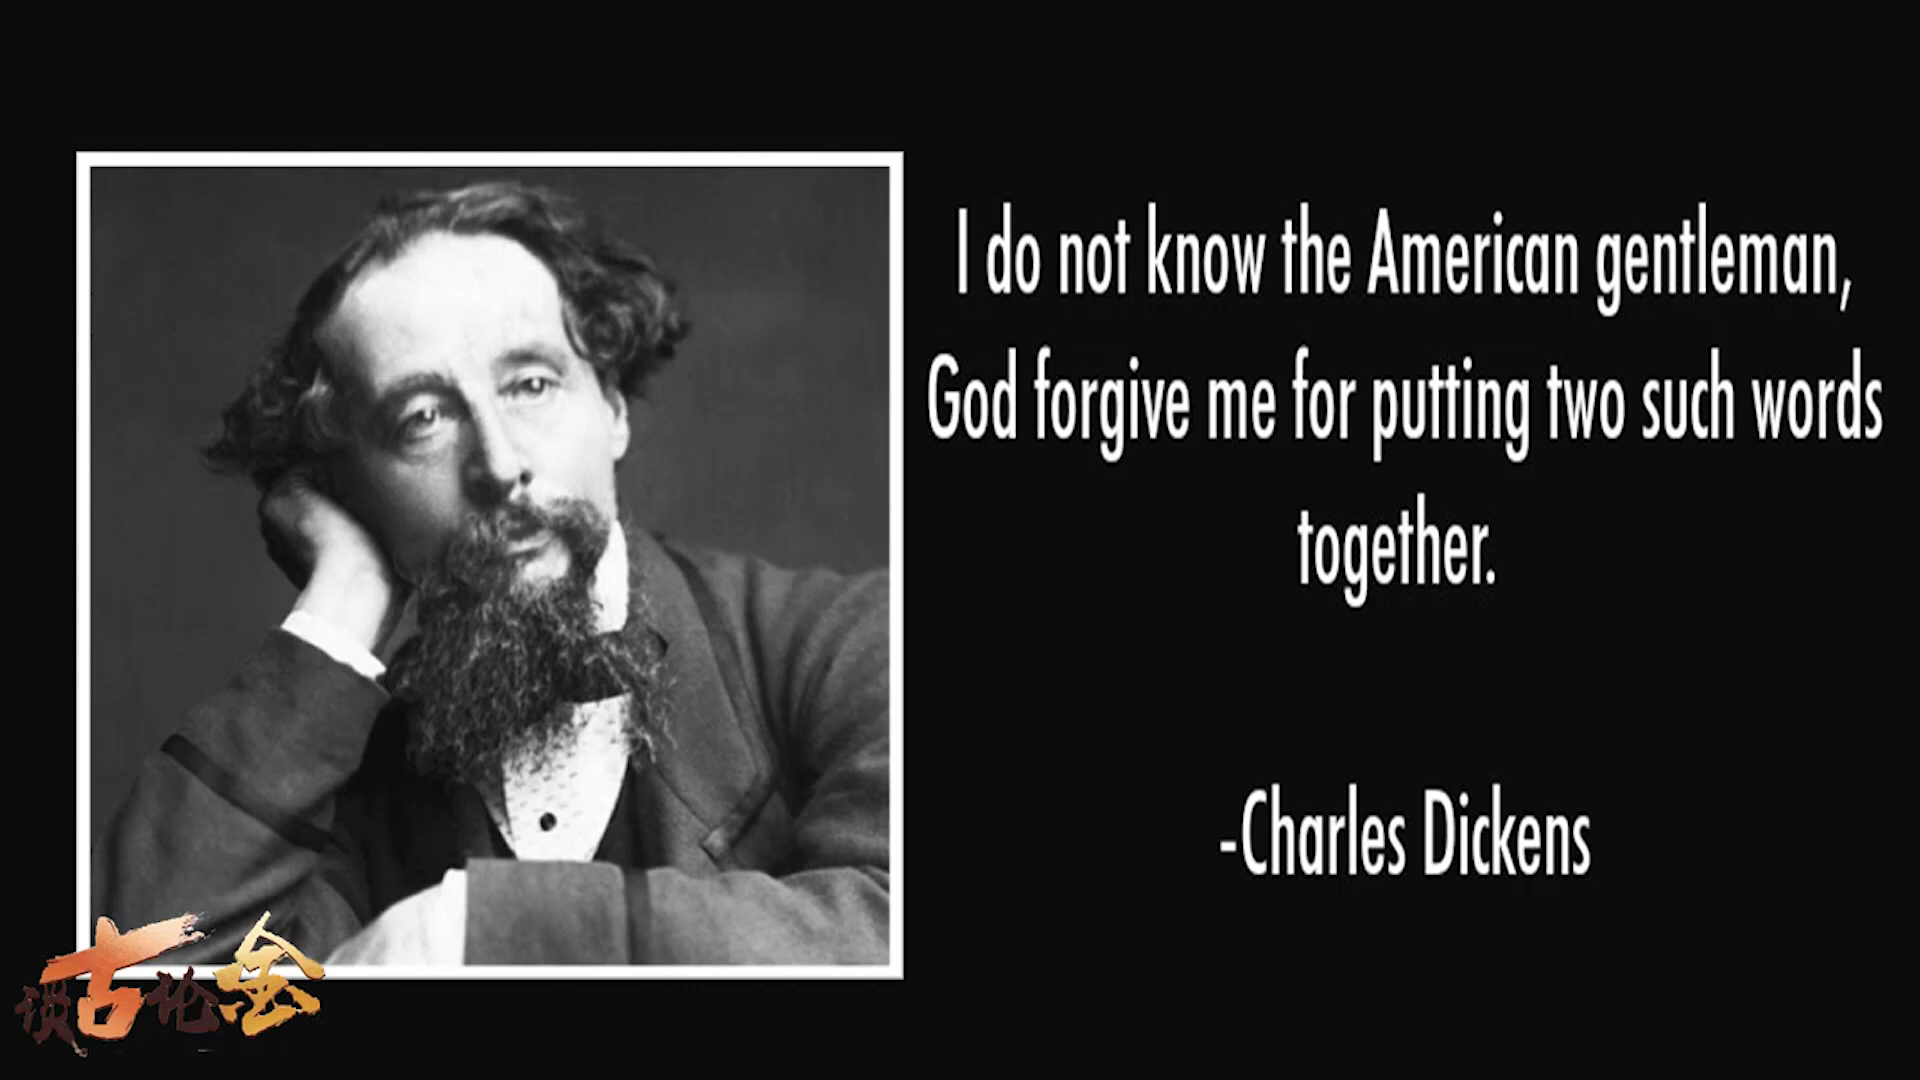 I do not know the American gentleman,
God forgive me for putting two such words
together.
-Charles Dickens
谈古论金